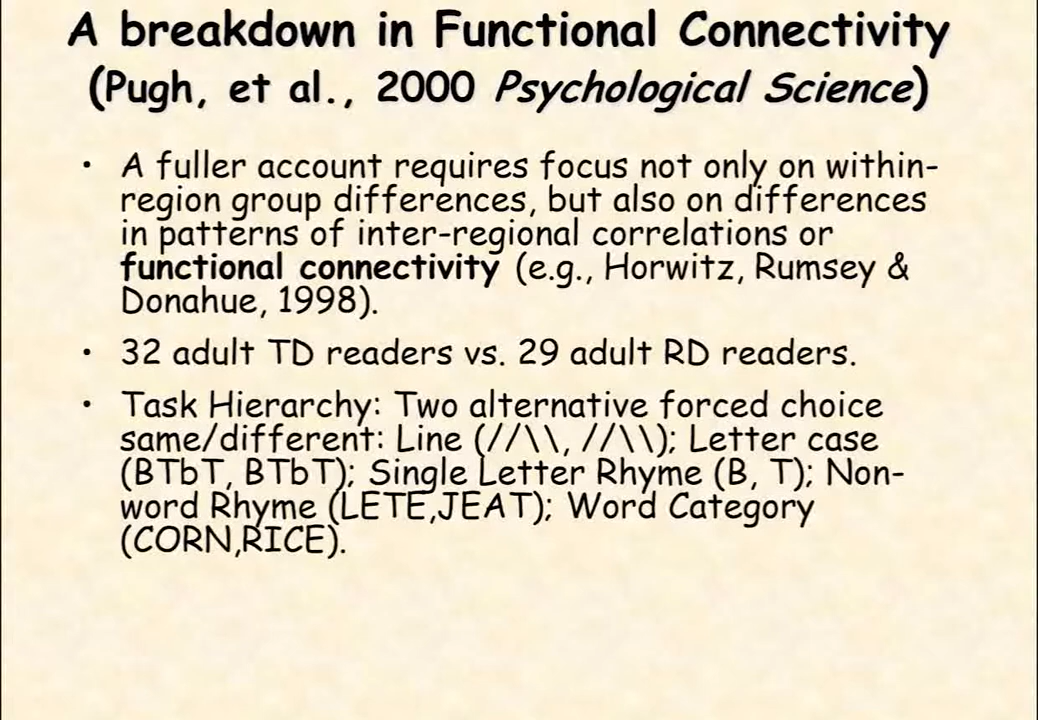 A breakdown in Functional Connectivity
(Pugh, et al., 2000 Psychological Science)
• A fuller account requires focus not only on within-
region group differences, but also on differences
in patterns of inter-regional correlations or
functional connectivity (e.g., Horwitz, Rumsey &
Donahue, 1998).
• 32 adult TD readers vs. 29 adult RD readers.
• Task Hierarchy: Two alternative forced choice
same/different: Line (//\\, //\\); Letter case
(BTbT, BTbT); Single Letter Rhyme (B, T); Non-
word Rhyme (LETE,JEAT); Word Category
(CORN,RICE).